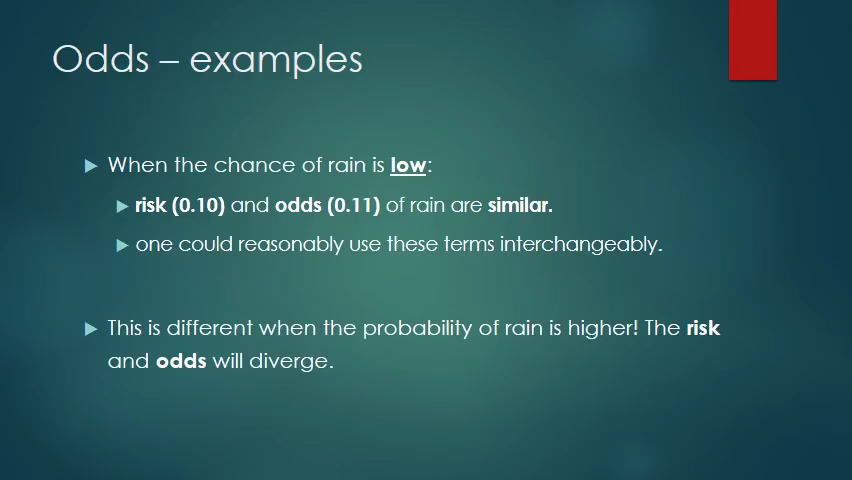 Odds – examples
When the chance of rain is low:
risk (0.10) and odds (0.11) of rain are similar.
one could reasonably use these terms interchangeably.
This is different when the probability of rain is higher! The risk
and odds will diverge.